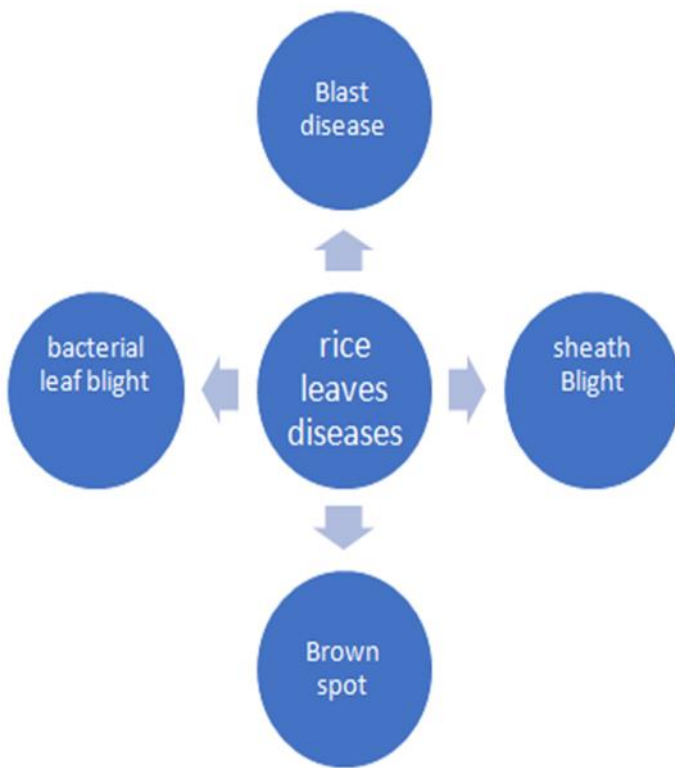 Blast
disease
bacterial
leaf blight
rice
leaves
diseases
sheath
Blight
Brown
spot